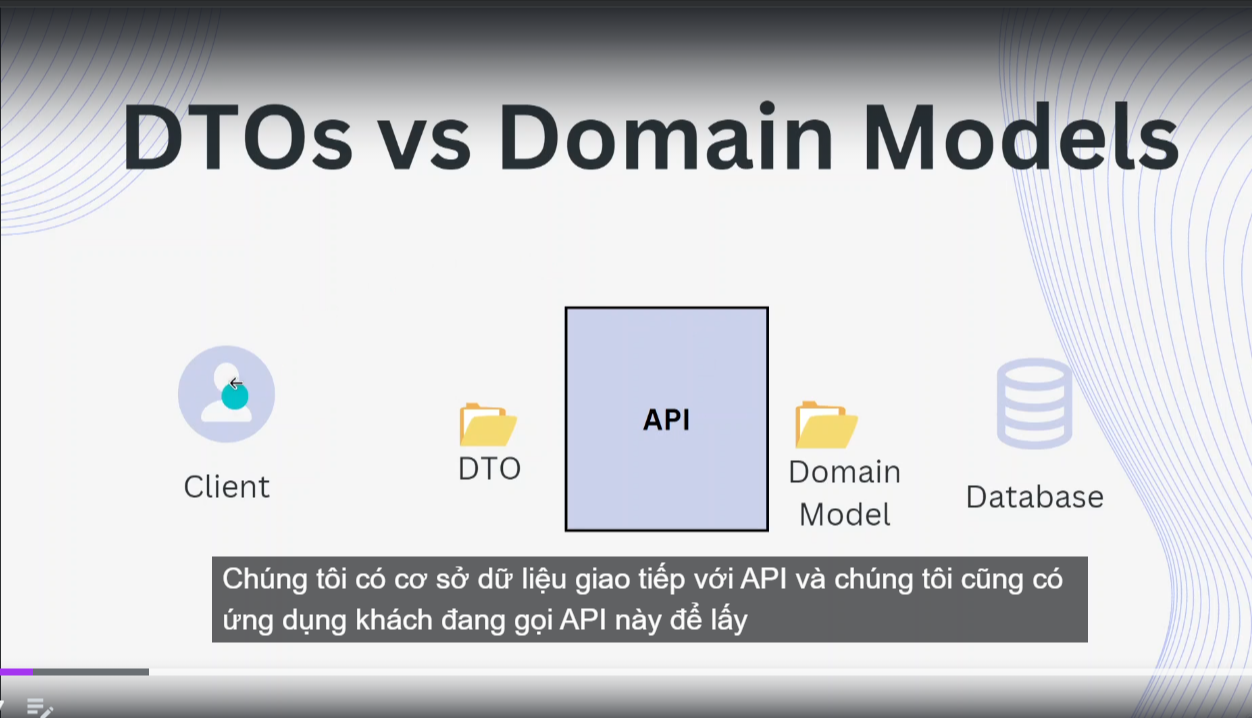 DTOs vs Domain Models
Client
DTO
API
Domain
Model
Database
Chúng tôi có cơ sở dữ liệu giao tiếp với API và chúng tôi cũng có
ứng dụng khách đang gọi API này để lấy